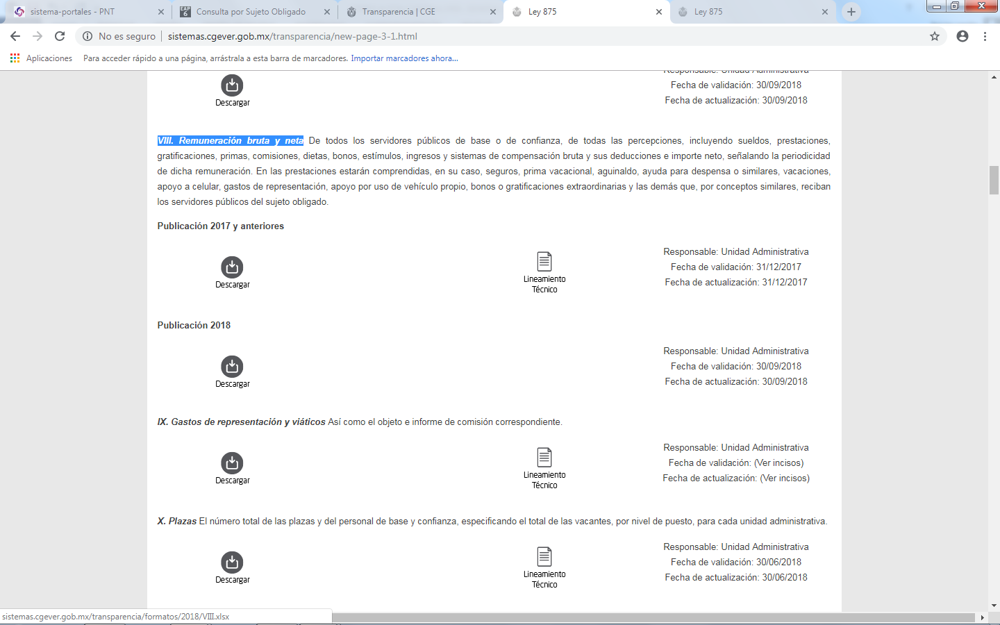 sistema-portales - PNT
Consulta por Sujeto Obligado
Transparencia | CGE
Ley 875
Ley 875
No es seguro
sistemas.cgever.gob.mx/transparencia/new-page-3-1.html
Aplicaciones
Para acceder rápido a una página, arrástrala a esta barra de marcadores. Importar marcadores ahora...
Responsable: Unidad Administrativa
Descargar
Fecha de validación: 30/09/2018
Fecha de actualización: 30/09/2018
VIII. Remuneración bruta y neta De todos los servidores públicos de base o de confianza, de todas las percepciones, incluyendo sueldos, prestaciones,
gratificaciones, primas, comisiones, dietas, bonos, estímulos, ingresos y sistemas de compensación bruta y sus deducciones e importe neto, señalando la periodicidad
de dicha remuneración. En las prestaciones estarán comprendidas, en su caso, seguros, prima vacacional, aguinaldo, ayuda para despensa o similares, vacaciones,
apoyo a celular, gastos de representación, apoyo por uso de vehículo propio, bonos o gratificaciones extraordinarias y las demás que, por conceptos similares, reciban
los servidores públicos del sujeto obligado.
Publicación 2017 y anteriores
Descargar
Lineamiento
Técnico
Responsable: Unidad Administrativa
Fecha de validación: 31/12/2017
Fecha de actualización: 31/12/2017
Publicación 2018
Descargar
Responsable: Unidad Administrativa
Fecha de validación: 30/09/2018
Fecha de actualización: 30/09/2018
IX. Gastos de representación y viáticos Así como el objeto e informe de comisión correspondiente.
Descargar
Lineamiento
Técnico
Responsable: Unidad Administrativa
Fecha de validación: (Ver incisos)
Fecha de actualización: (Ver incisos)
X. Plazas El número total de las plazas y del personal de base y confianza, especificando el total de las vacantes, por nivel de puesto, para cada unidad administrativa.
Descargar
Lineamiento
Técnico
Responsable: Unidad Administrativa
Fecha de validación: 30/06/2018
Fecha de actualización: 30/06/2018
sistemas.cgever.gob.mx/transparencia/formatos/2018/VIII.xlsx